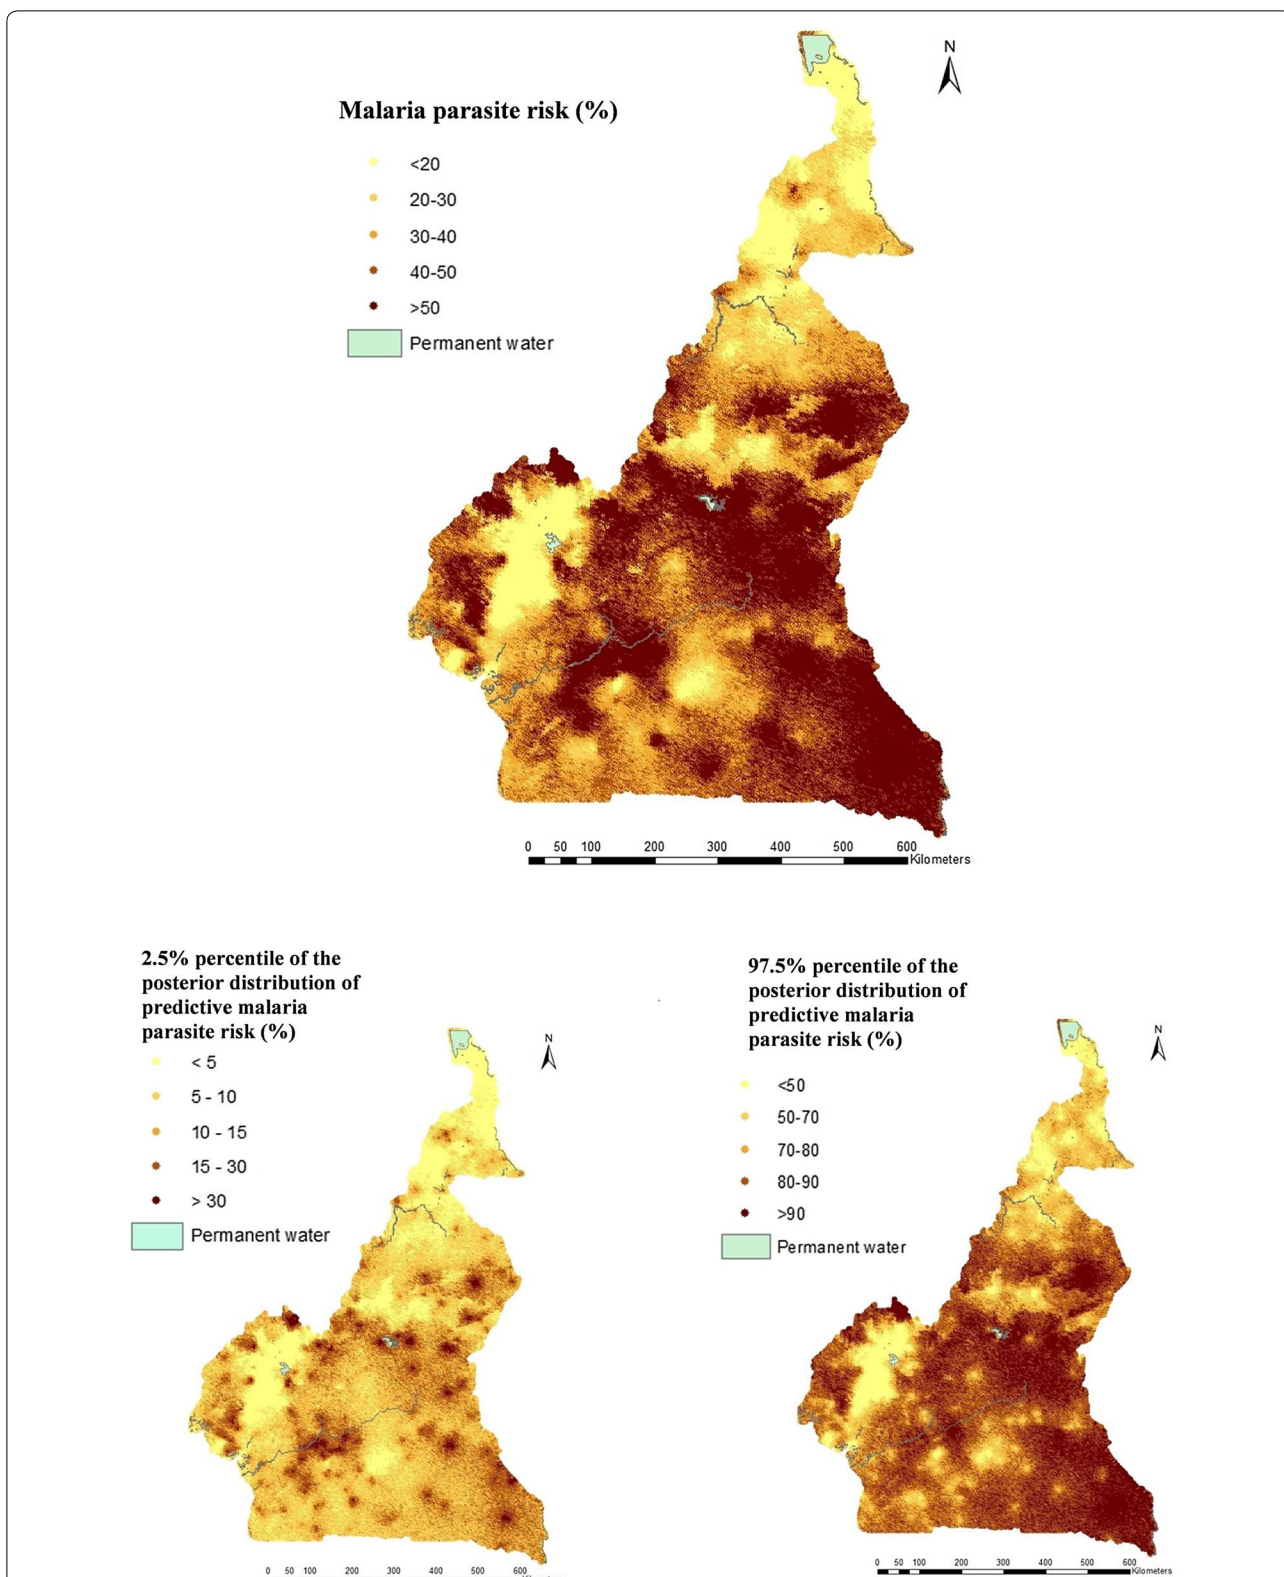 N
Malaria parasite risk (%)
<20
20-30
30-40
40-50
>50
Permanent water
0 50 100 200 300 400 500 600
Kilometers
2.5% percentile of the
posterior distribution of
predictive malaria
parasite risk (%)
N
< 5
5 - 10
10 - 15
15 - 30
> 30
Permanent water
0 50 100 200 300 400 500 600
97.5% percentile of the
posterior distribution of
predictive malaria
parasite risk (%)
N
<50
50-70
70-80
80-90
>90
Permanent water
0 50 100 200 300 400 500 600
Kilometers